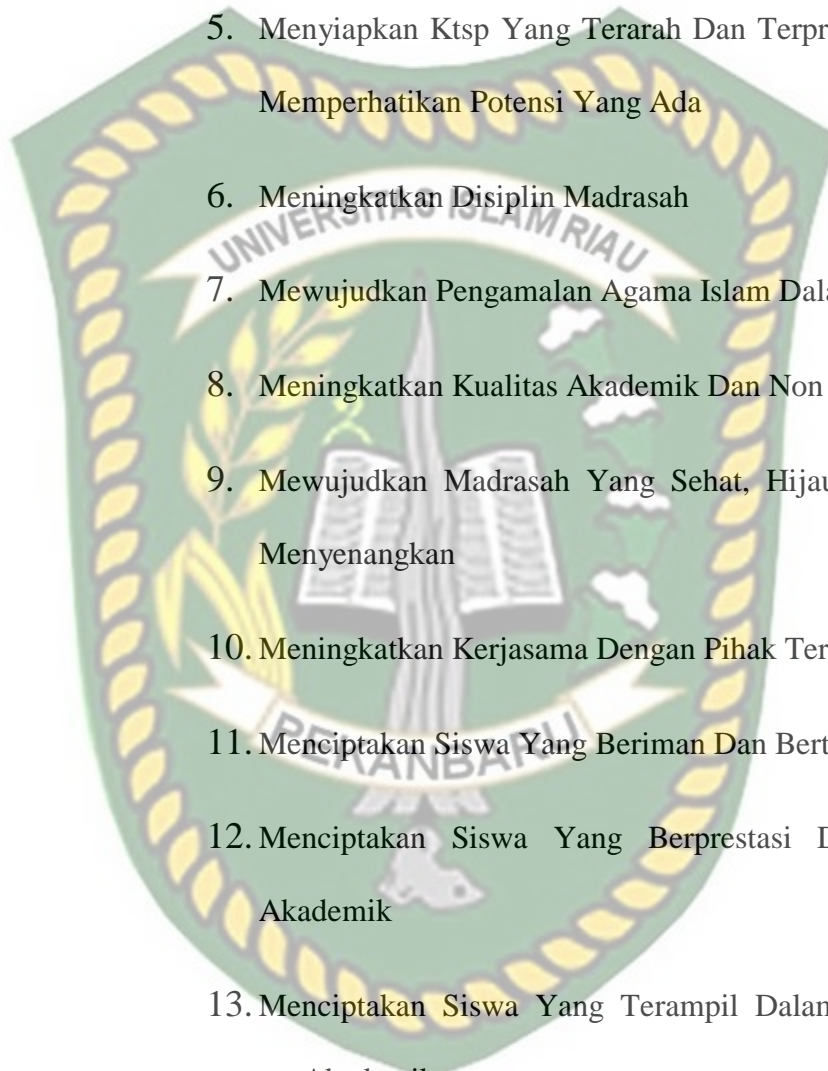 5. Menyiapkan Ktsp Yang Terarah Dan Terpr
Memperhatikan Potensi Yang Ada
6. Meningkatkan Disiplin Madrasah
UNIVERSITAS ISLAM RIAU
7. Mewujudkan Pengamalan Agama Islam Dala
8. Meningkatkan Kualitas Akademik Dan Non
9. Mewujudkan Madrasah Yang Sehat, Hijau
Menyenangkan
10. Meningkatkan Kerjasama Dengan Pihak Ter
11. Menciptakan Siswa Yang Beriman Dan Bert
PEKANBARU
12. Menciptakan Siswa Yang Berprestasi D
Akademik
13. Menciptakan Siswa Yang Terampil Dalam